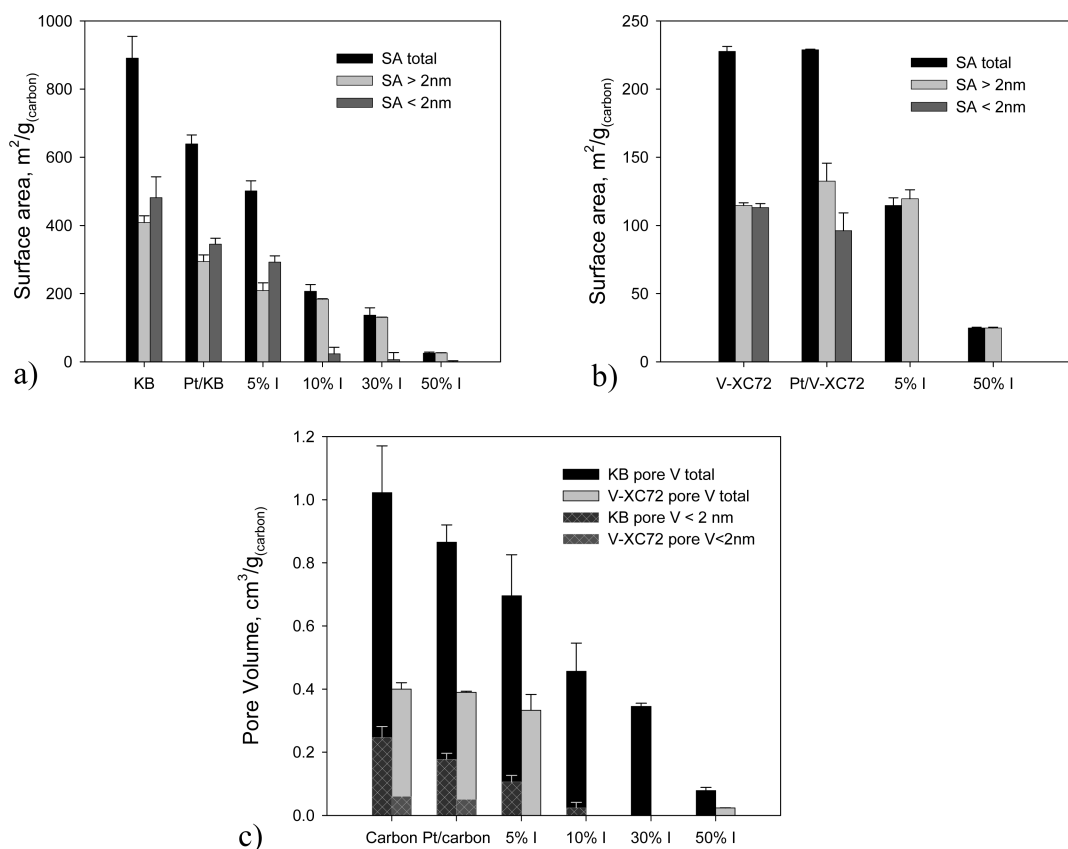 1000
800
600
400
200
0
Surface area, m²/g(carbon)
SA total
SA > 2nm
SA < 2nm
KB Pt/KB 5% I 10% I 30% I 50% I
a)
250
200
150
100
50
0
Surface area, m²/g(carbon)
SA total
SA > 2nm
SA < 2nm
V-XC72 Pt/V-XC72 5% I 50% I
b)
1.2
1.0
0.8
0.6
0.4
0.2
0.0
Pore Volume, cm³/g(carbon)
KB pore V total
V-XC72 pore V total
KB pore V < 2 nm
V-XC72 pore V<2nm
Carbon Pt/carbon 5% I 10% I 30% I 50% I
c)